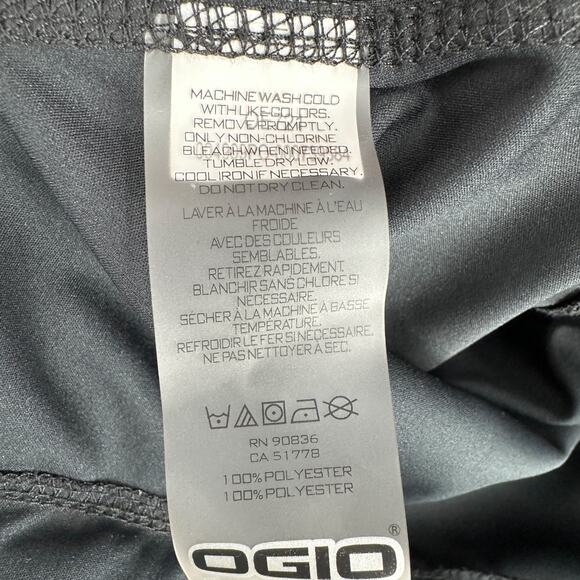 MACHINE WASH COLD
WITH LIKE COLORS.
REMOVE PROMPTLY.
ONLY NON-CHLORINE
BLEACH WHEN NEEDED.
TUMBLE DRY LOW.
COOL IRON IF NECESSARY.
DO NOT DRY CLEAN.
LAVER À LA MACHINE À L'EAU
FROIDE
AVEC DES COULEURS
SEMBLABLES.
RETIREZ RAPIDEMENT.
BLANCHIR SANS CHLORE SI
NÉCESSAIRE.
SÉCHER À LA MACHINE À BASSE
TEMPÉRATURE.
REFROIDIR LE FER SI NÉCESSAIRE.
NE PAS NETTOYER À SEC.
RN 90836
CA 51778
100% POLYESTER
100% POLYESTER
OGIO®